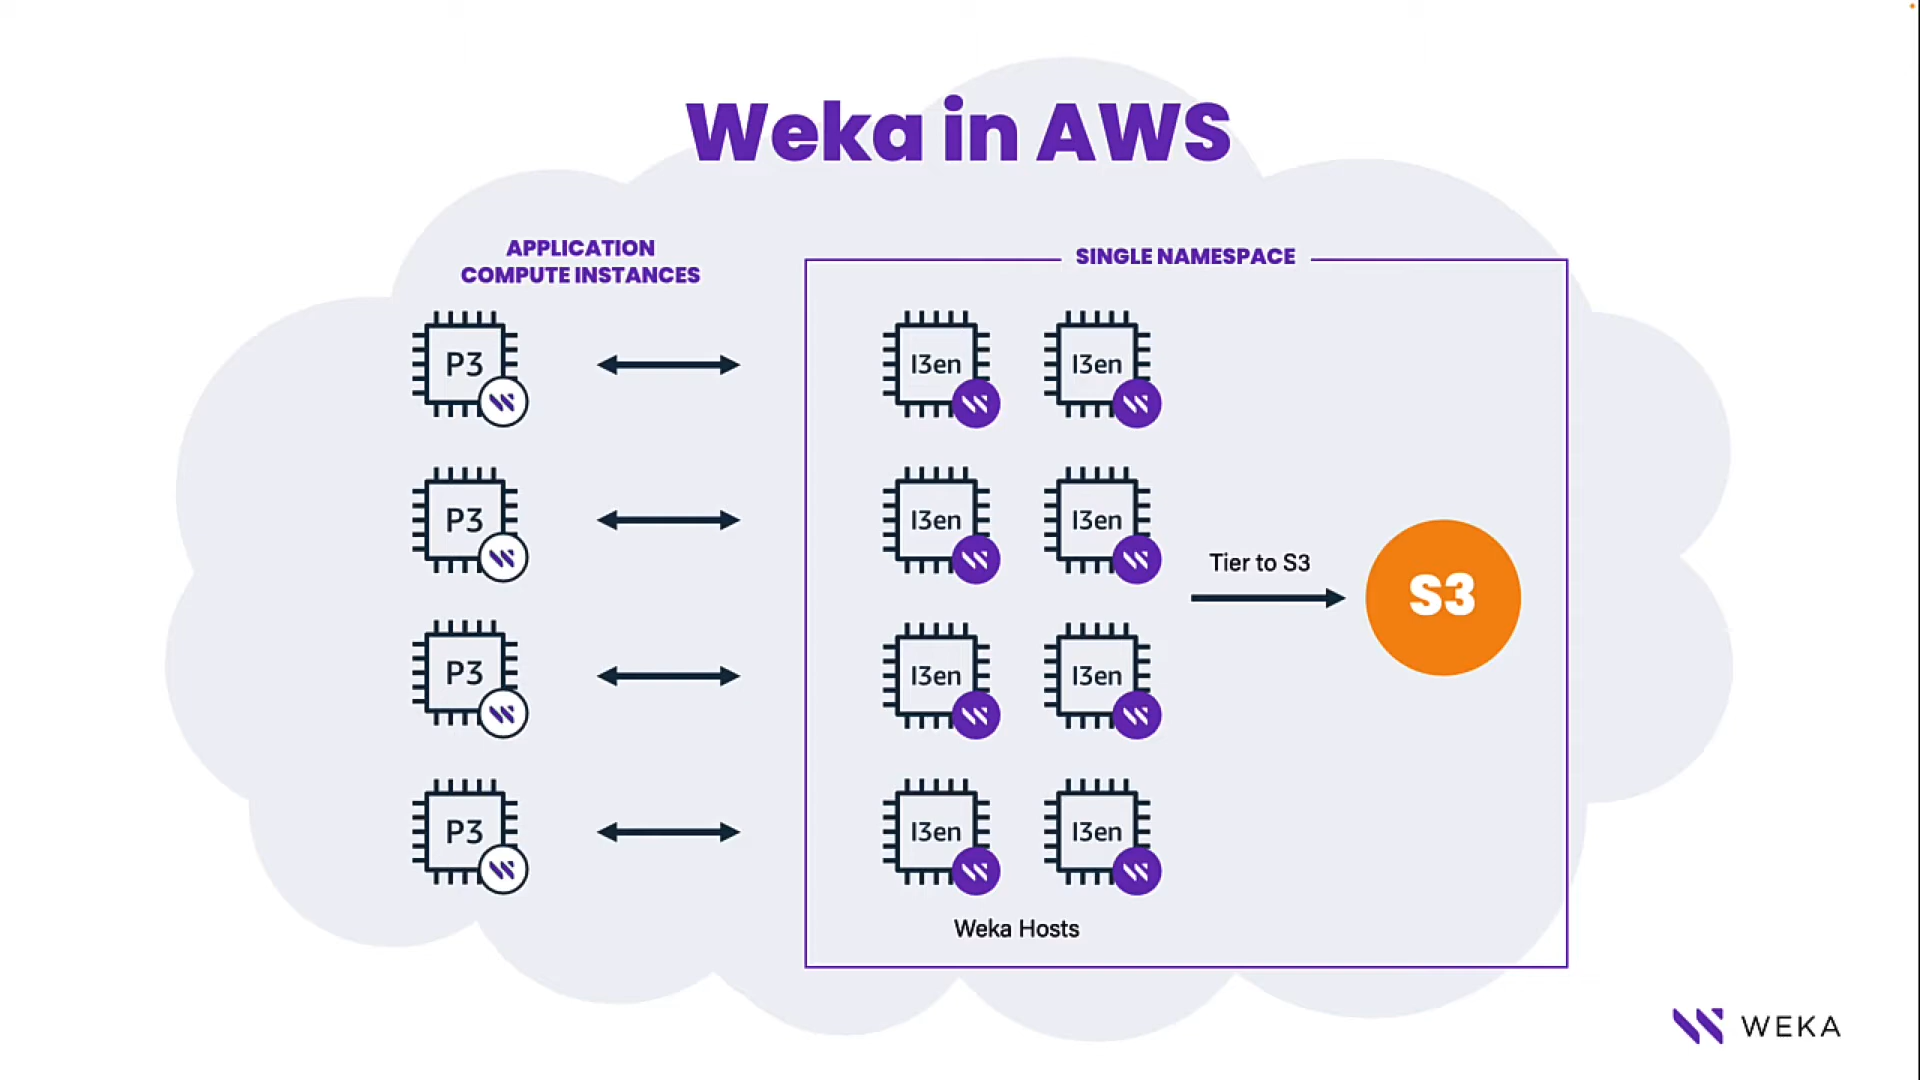 Weka in AWS
APPLICATION
COMPUTE INSTANCES
SINGLE NAMESPACE
P3
I3en
I3en
P3
I3en
I3en
Tier to S3
S3
P3
I3en
I3en
P3
I3en
I3en
Weka Hosts
WEKA